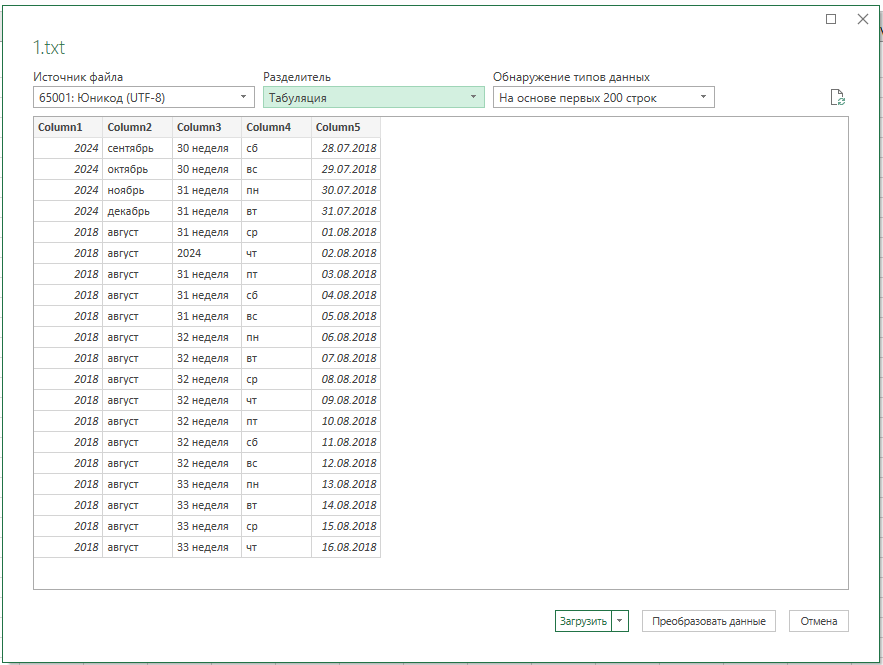 1.txt
Источник файла Разделитель Обнаружение типов данных
65001: Юникод (UTF-8) Табуляция На основе первых 200 строк
Column1 Column2 Column3 Column4 Column5
2024 сентябрь 30 неделя сб 28.07.2018
2024 октябрь 30 неделя вс 29.07.2018
2024 ноябрь 31 неделя пн 30.07.2018
2024 декабрь 31 неделя вт 31.07.2018
2018 август 31 неделя ср 01.08.2018
2018 август 2024 чт 02.08.2018
2018 август 31 неделя пт 03.08.2018
2018 август 31 неделя сб 04.08.2018
2018 август 31 неделя вс 05.08.2018
2018 август 32 неделя пн 06.08.2018
2018 август 32 неделя вт 07.08.2018
2018 август 32 неделя ср 08.08.2018
2018 август 32 неделя чт 09.08.2018
2018 август 32 неделя пт 10.08.2018
2018 август 32 неделя сб 11.08.2018
2018 август 32 неделя вс 12.08.2018
2018 август 33 неделя пн 13.08.2018
2018 август 33 неделя вт 14.08.2018
2018 август 33 неделя ср 15.08.2018
2018 август 33 неделя чт 16.08.2018
Загрузить Преобразовать данные Отмена